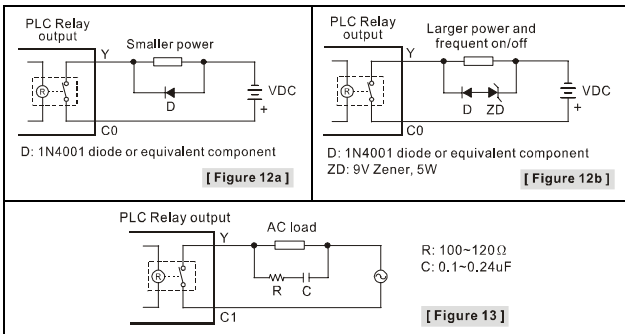 PLC Relay
output
Smaller power
Y
R
D
VDC
+
C0
D: 1N4001 diode or equivalent component
[ Figure 12a ]
PLC Relay
output
Larger power and
frequent on/off
Y
R
D ZD
VDC
+
C0
D: 1N4001 diode or equivalent component
ZD: 9V Zener, 5W
[ Figure 12b ]
PLC Relay output
Y
AC load
R
R C
C1
R: 100~120Ω
C: 0.1~0.24uF
[ Figure 13 ]